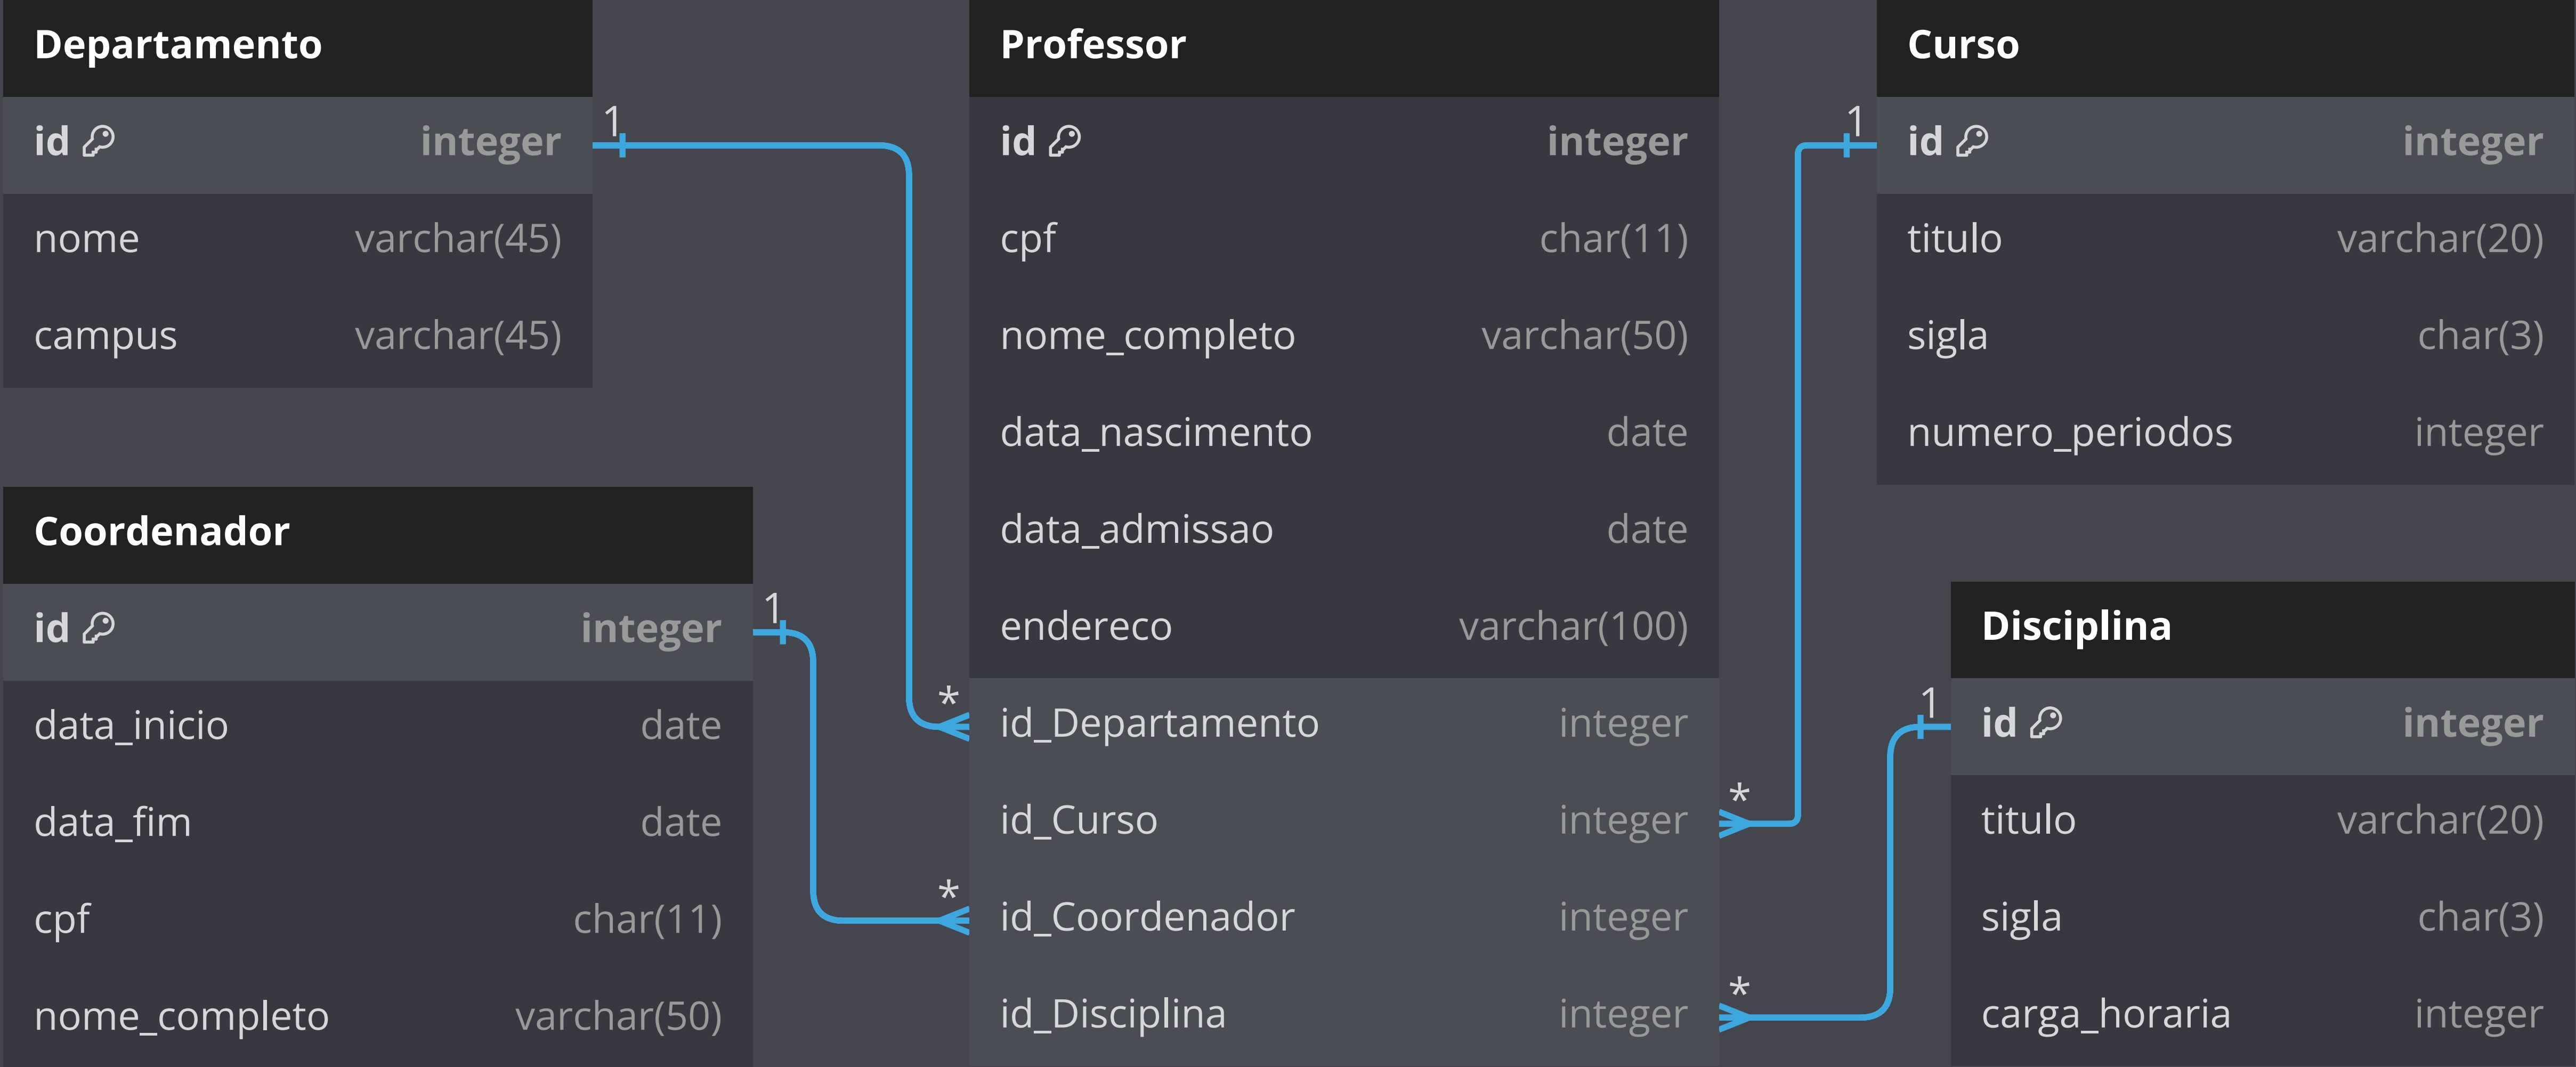 Departamento
id integer
nome varchar(45)
campus varchar(45)
1
Coordenador
id integer
data_inicio date
data_fim date
cpf char(11)
nome_completo varchar(50)
1
Professor
id integer
cpf char(11)
nome_completo varchar(50)
data_nascimento date
data_admissao date
endereco varchar(100)
* id_Departamento integer
id_Curso integer *
* id_Coordenador integer
id_Disciplina integer *
Curso
1
id integer
titulo varchar(20)
sigla char(3)
numero_periodos integer
Disciplina
1
id integer
titulo varchar(20)
sigla char(3)
carga_horaria integer